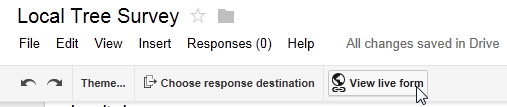 Local Tree Survey
File Edit View Insert Responses (0) Help All changes saved in Drive
Theme... Choose response destination View live form